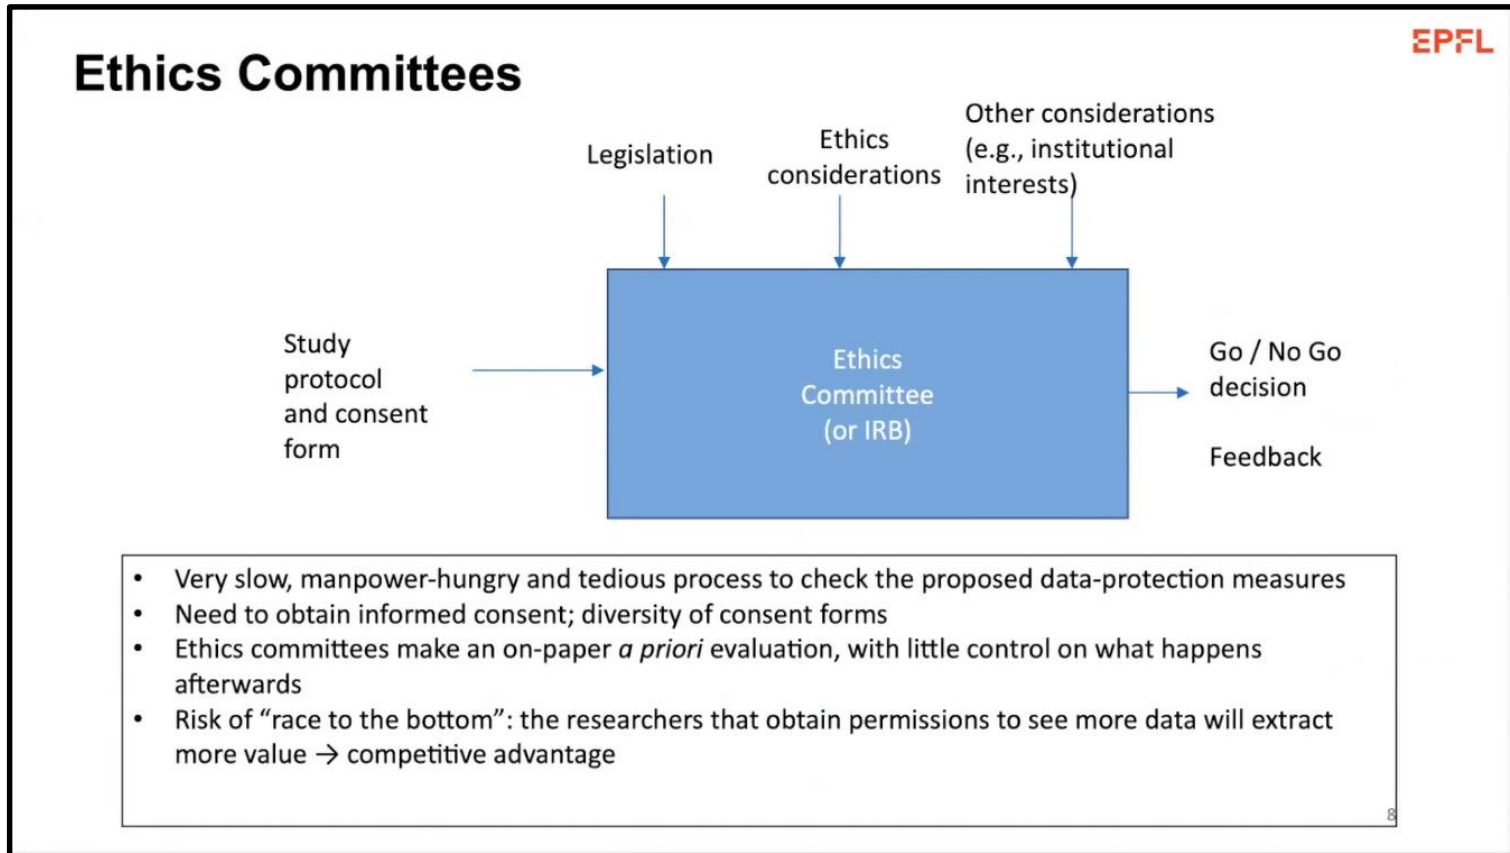 EPFL
Ethics Committees
Legislation
Ethics
considerations
Other considerations
(e.g., institutional
interests)
Study
protocol
and consent
form
Ethics
Committee
(or IRB)
Go / No Go
decision
Feedback
• Very slow, manpower-hungry and tedious process to check the proposed data-protection measures
• Need to obtain informed consent; diversity of consent forms
• Ethics committees make an on-paper a priori evaluation, with little control on what happens
afterwards
• Risk of “race to the bottom”: the researchers that obtain permissions to see more data will extract
more value → competitive advantage
8